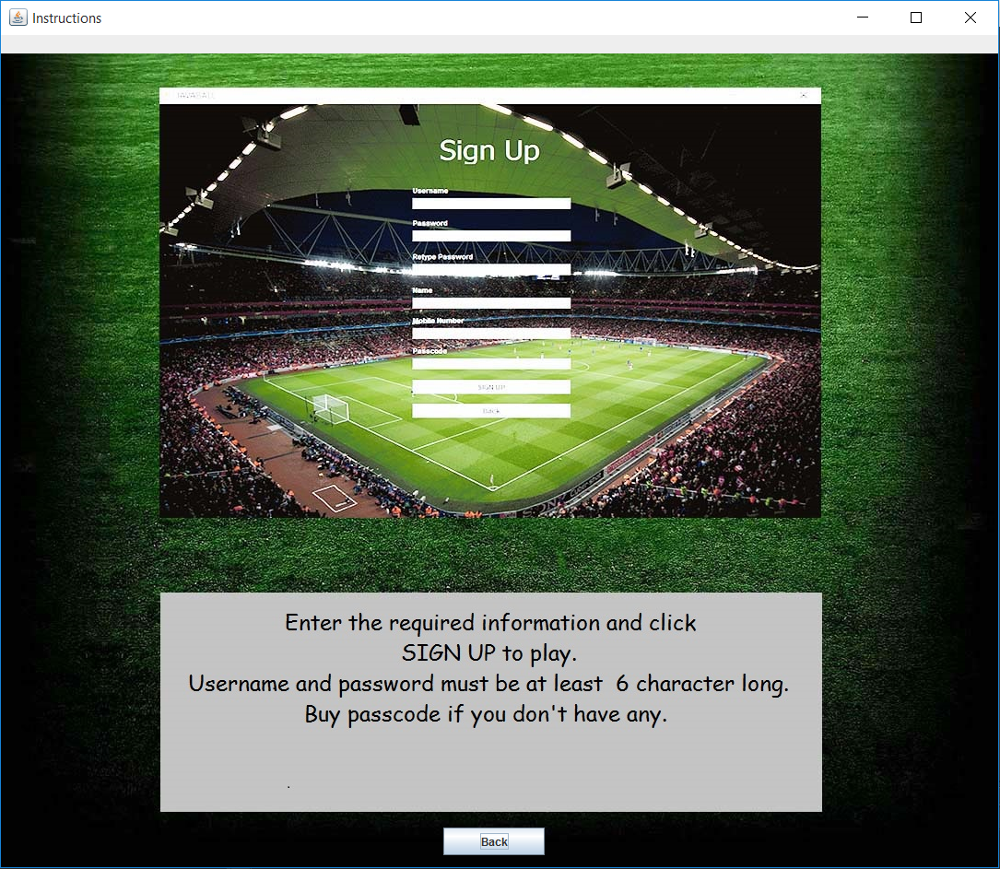 Instructions
JAVABALL
Sign Up
Username
Password
Retype Password
Name
Mobile Number
Passcode
SIGN UP
Back
Enter the required information and click
SIGN UP to play.
Username and password must be at least 6 character long.
Buy passcode if you don't have any.
.
Back